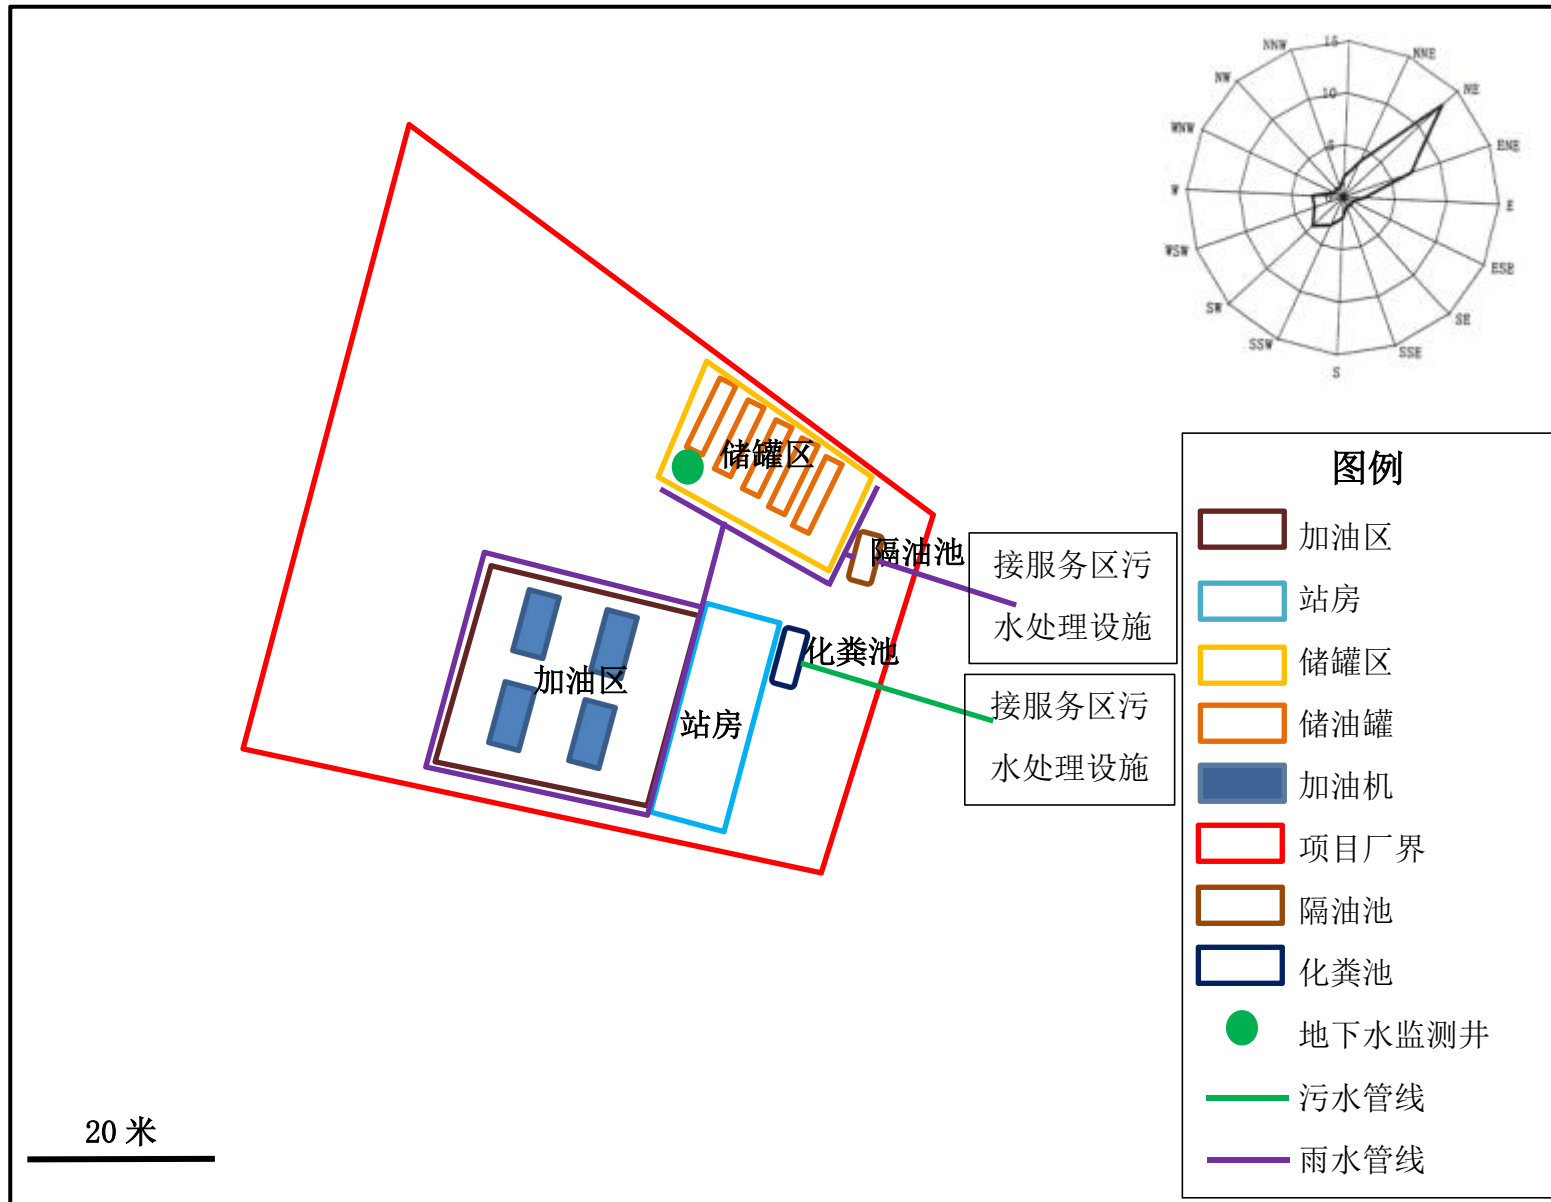 15
NNW
NNE
NW
NE
10
WNW
ENE
5
W
E
WSW
ESE
SW
SE
SSW
SSE
S
储罐区
隔油池
接服务区污
水处理设施
化粪池
加油区
站房
接服务区污
水处理设施
图例
加油区
站房
储罐区
储油罐
加油机
项目厂界
隔油池
化粪池
地下水监测井
污水管线
雨水管线
20 米